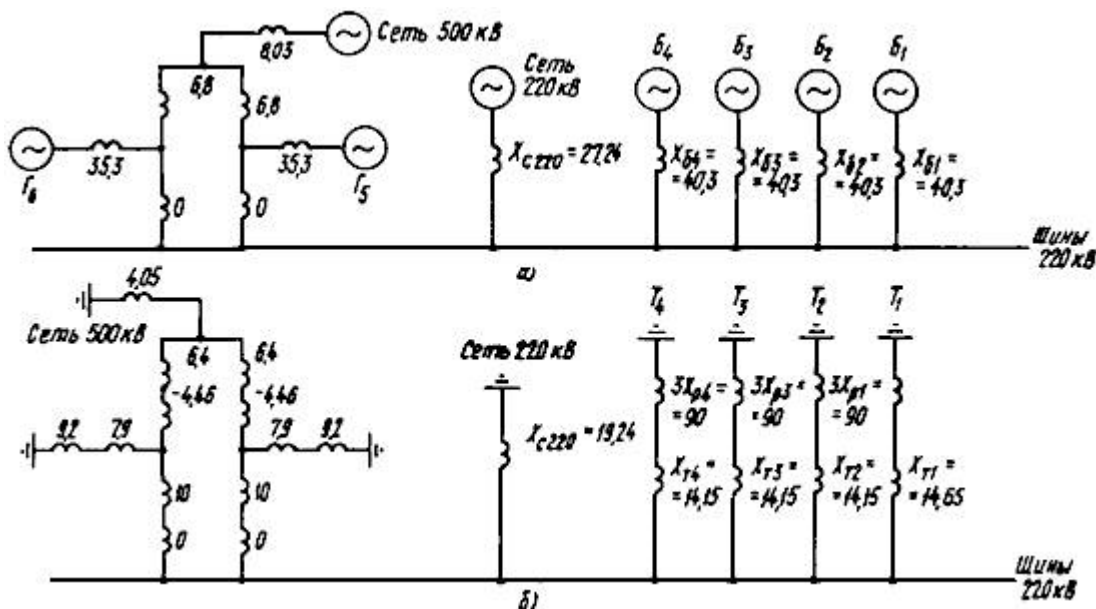 Сеть 500 кВ
8,03
Б4 Б3 Б2 Б1
Сеть
220 кВ
6,8
6,8
35,3
35,3
Г6
Г5
0
0
Xс220 = 27,24
Xб4 =
= 40,3
Xб3 =
= 40,3
Xб2 =
= 40,3
Xб1 =
= 40,3
Шины
220 кВ
а)
4,05
Сеть 500 кВ
6,4
6,4
-4,46
-4,46
9,2
7,9
7,9
9,2
10
10
0
0
Сеть 220 кВ
Xс220 = 19,24
T4 T3 T2 T1
3Xр4 =
= 90
3Xр3 =
= 90
3Xр1 =
= 90
XТ4 =
= 14,15
XТ3 =
= 14,15
XТ2 =
= 14,15
XТ1 =
= 14,65
Шины
220 кВ
б)